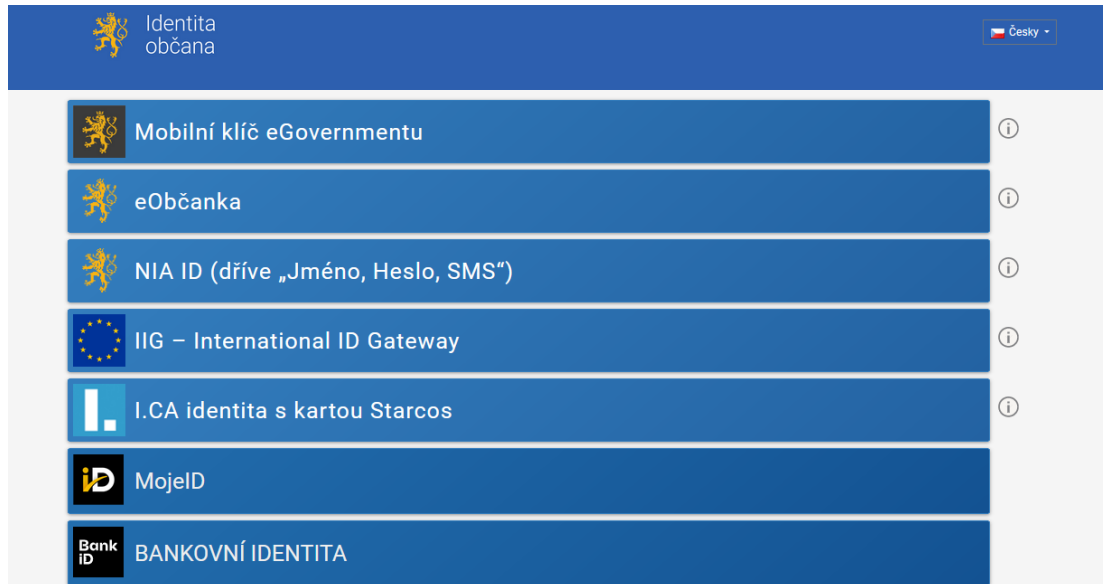 Identita
občana
Česky
Mobilní klíč eGovernmentu
eObčanka
NIA ID (dříve „Jméno, Heslo, SMS“)
IIG – International ID Gateway
I.CA identita s kartou Starcos
I.
iD
MojeID
Bank
iD
BANKOVNÍ IDENTITA